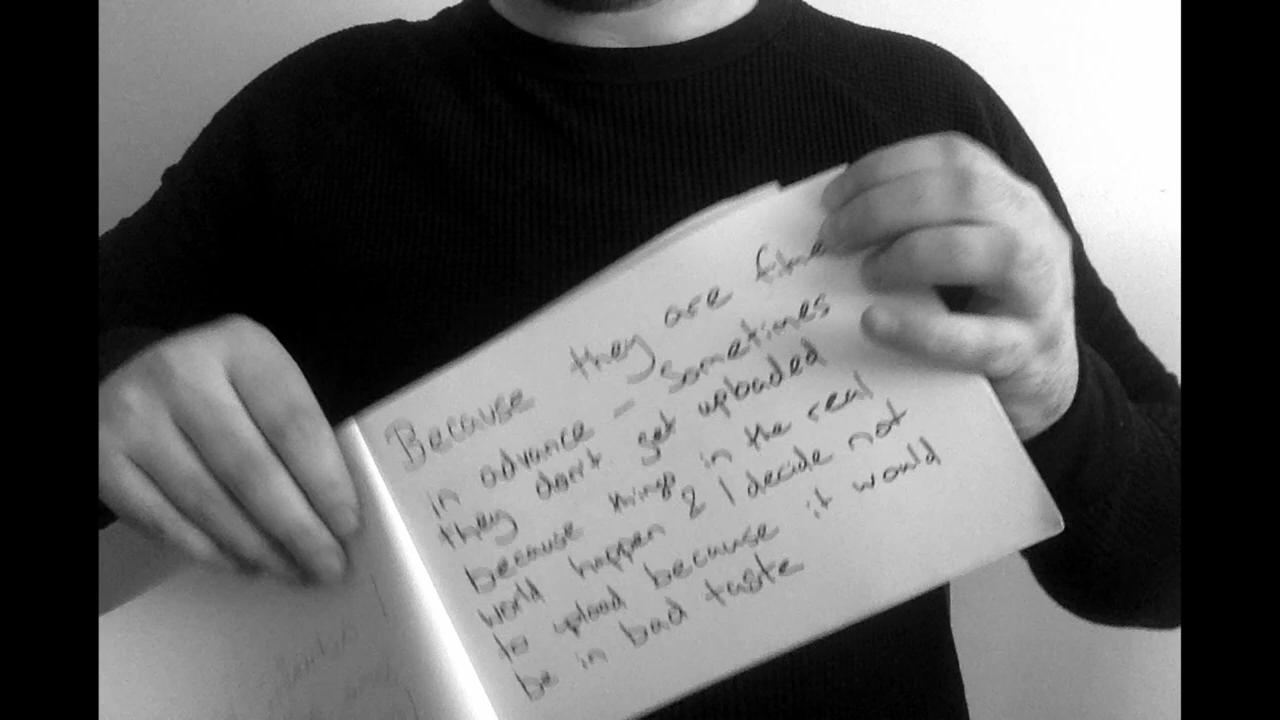 Because they are time
in advance - sometimes
they don't get uploaded
because things in the real
world happen & I decide not
to upload because it would
be in bad taste